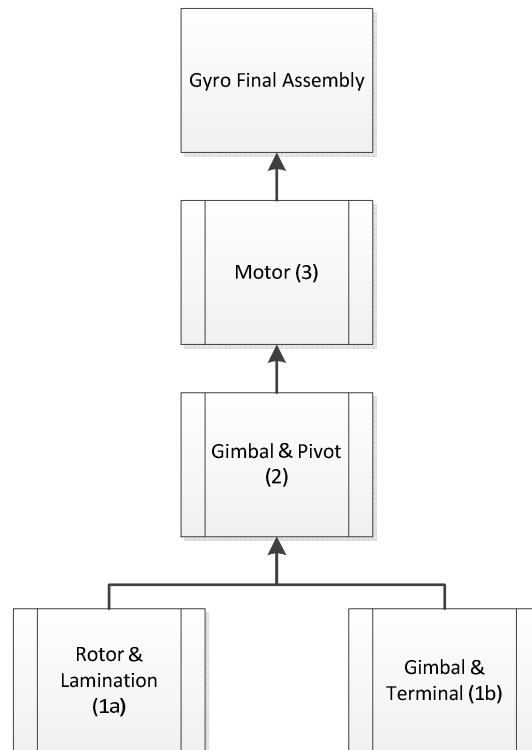 Gyro Final Assembly
Motor (3)
Gimbal & Pivot
(2)
Rotor &
Lamination
(1a)
Gimbal &
Terminal (1b)